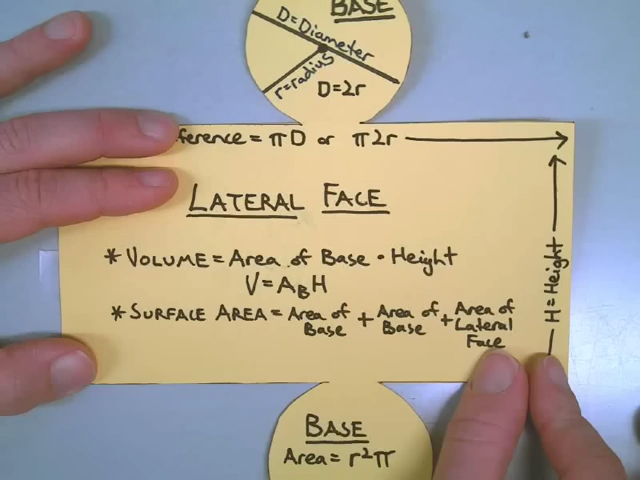 BASE
D=Diameter
r=radius
D=2r
ference = πD or π2r
LATERAL FACE
* VOLUME = Area of Base • Height
V=A_BH
* SURFACE AREA = Area of Base + Area of Base + Area of Lateral Face
H=Height
BASE
Area = r²π